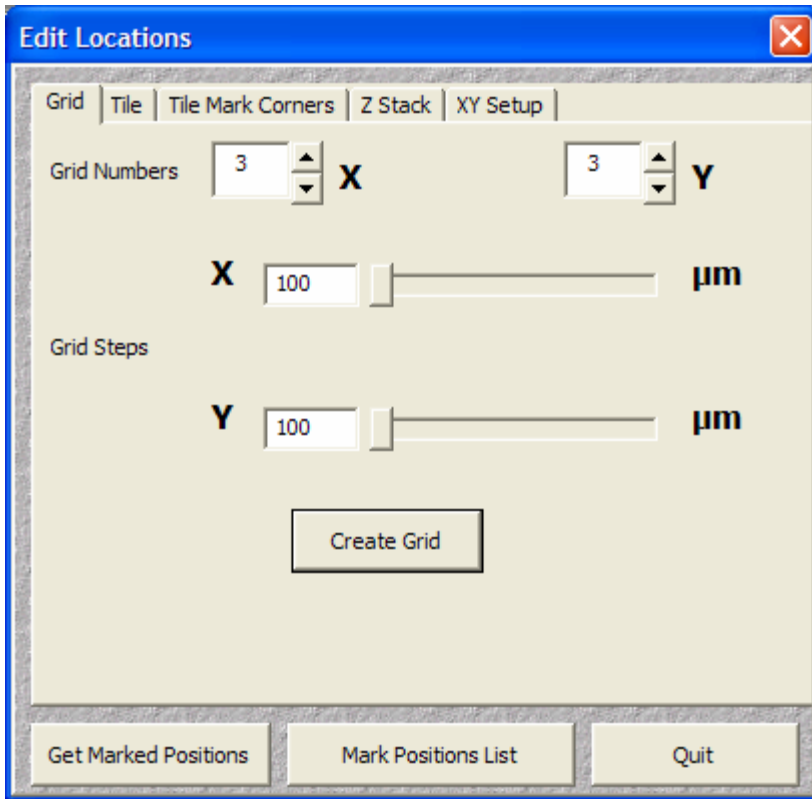 Edit Locations
Grid Tile Tile Mark Corners Z Stack XY Setup
Grid Numbers 3 X 3 Y
X 100 µm
Grid Steps
Y 100 µm
Create Grid
Get Marked Positions Mark Positions List Quit